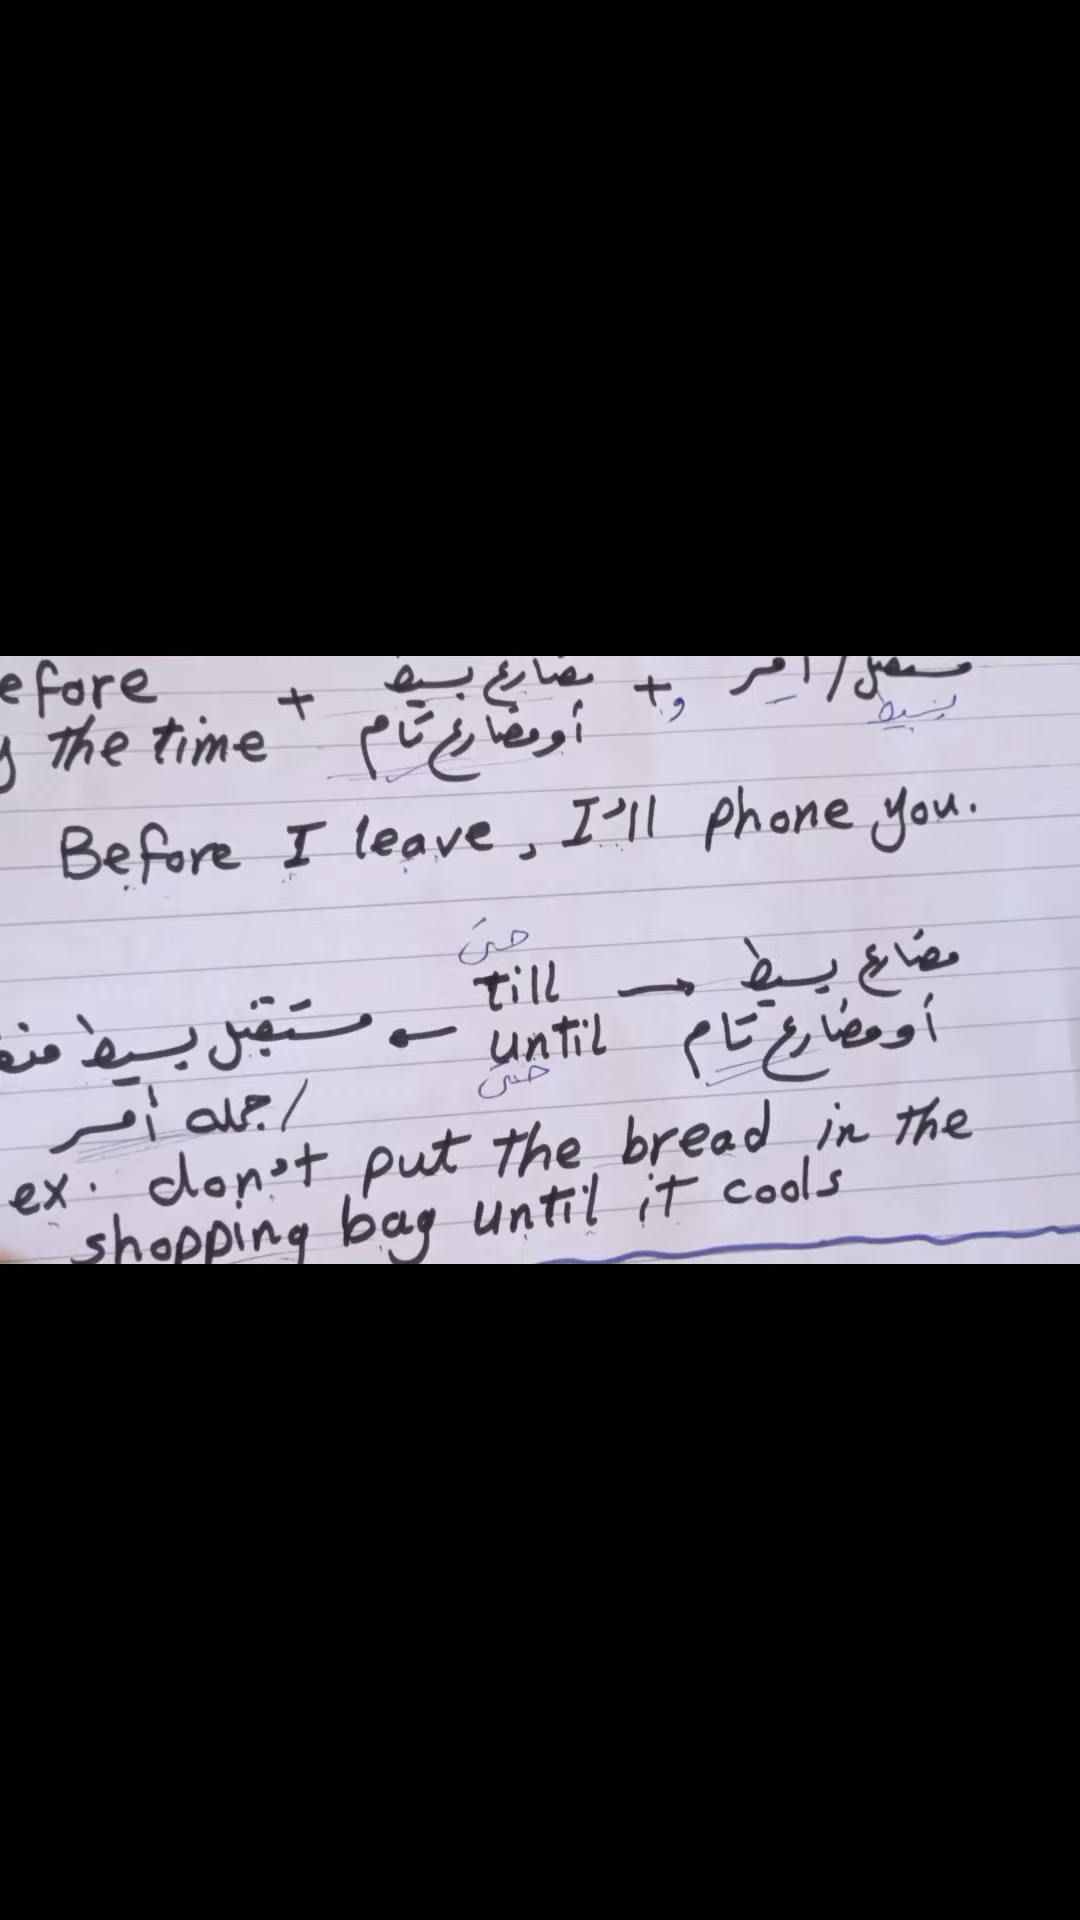 efore + مضارع بسيط + مستقبل / أمر
y the time أو مضارع تام , بسيط
Before I leave, I'll phone you.
حتى
مضارع بسيط → till
مستقبل بسيط ← until أو مضارع تام
حتى
/ جمله أمر
ex. don't put the bread in the
shopping bag until it cools